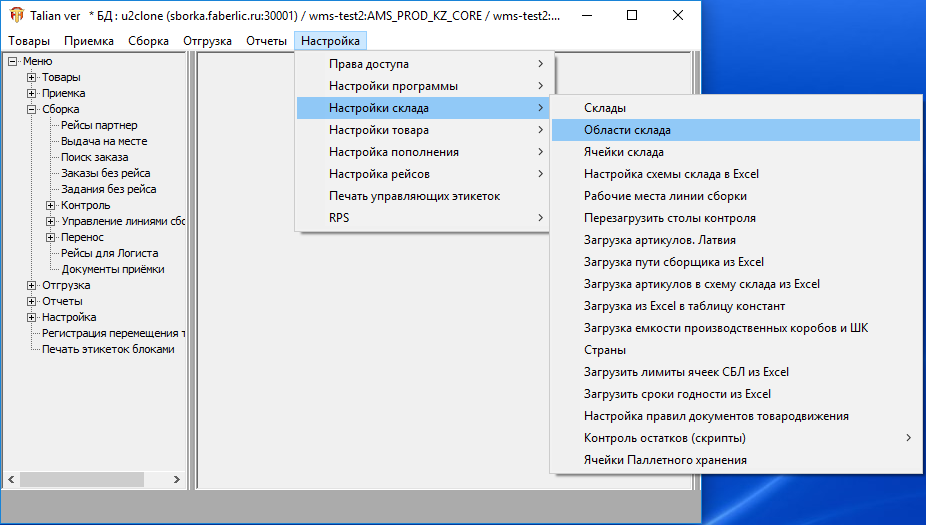 Talian ver * БД : u2clone (sborka.faberlic.ru:30001) / wms-test2:AMS_PROD_KZ_CORE / wms-test2:...
Товары Приемка Сборка Отгрузка Отчеты Настройка
Меню
Товары
Приемка
Сборка
Рейсы партнер
Выдача на месте
Поиск заказа
Заказы без рейса
Задания без рейса
Контроль
Управление линиями сбо
Перенос
Рейсы для Логиста
Документы приёмки
Отгрузка
Отчеты
Настройка
Регистрация перемещения т
Печать этикеток блоками
Права доступа
Настройки программы
Настройки склада
Настройки товара
Настройка пополнения
Настройка рейсов
Печать управляющих этикеток
RPS
Склады
Области склада
Ячейки склада
Настройка схемы склада в Excel
Рабочие места линии сборки
Перезагрузить столы контроля
Загрузка артикулов. Латвия
Загрузка пути сборщика из Excel
Загрузка артикулов в схему склада из Excel
Загрузка из Excel в таблицу констант
Загрузка емкости производственных коробов и ШК
Страны
Загрузить лимиты ячеек СБЛ из Excel
Загрузить сроки годности из Excel
Настройка правил документов товародвижения
Контроль остатков (скрипты)
Ячейки Паллетного хранения